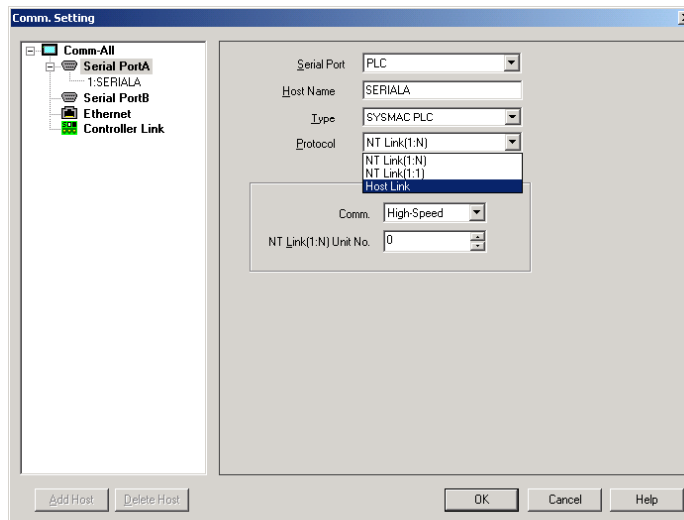 Comm. Setting
Comm-All
Serial PortA
1:SERIALA
Serial PortB
Ethernet
Controller Link
Serial Port PLC
Host Name SERIALA
Type SYSMAC PLC
Protocol NT Link(1:N)
NT Link(1:N)
NT Link(1:1)
Host Link
Comm. High-Speed
NT Link(1:N) Unit No. 0
Add Host Delete Host OK Cancel Help